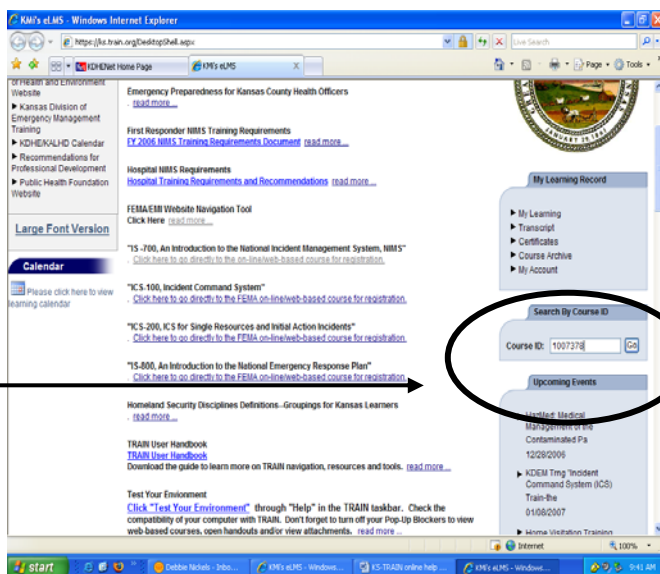 KMi's eLMS - Windows Internet Explorer
https://ks.train.org/DesktopShell.aspx
Live Search
KDHENet Home Page
KMi's eLMS
Page
Tools
of Health and Environment
Website
Kansas Division of
Emergency Management
Training
KDHE/KALHD Calendar
Recommendations for
Professional Development
Public Health Foundation
Website
Large Font Version
Calendar
Please click here to view
learning calendar
Emergency Preparedness for Kansas County Health Officers
. read more ...
First Responder NIMS Training Requirements
FY 2006 NIMS Training Requirements Document read more ...
Hospital NIMS Requirements
Hospital Training Requirements and Recommendations read more ...
FEMA/EMI Website Navigation Tool
Click Here read more ...
"IS -700, An Introduction to the National Incident Management System, NIMS"
. Click here to go directly to the on-line/web-based course for registration.
"ICS-100, Incident Command System"
. Click here to go directly to the FEMA on-line/web-based course for registration.
"ICS-200, ICS for Single Resources and Initial Action Incidents"
. Click here to go directly to the FEMA on-line/web-based course for registration.
"IS-800, An Introduction to the National Emergency Response Plan"
. Click here to go directly to the FEMA on-line/web-based course for registration.
Homeland Security Disciplines Definitions--Groupings for Kansas Learners
. read more ...
TRAIN User Handbook
TRAIN User Handbook
Download the guide to learn more on TRAIN navigation, resources and tools. read more ...
Test Your Envionment
Click "Test Your Environment" through "Help" in the TRAIN taskbar. Check the
compatibility of your computer with TRAIN. Don't forget to turn off your Pop-Up Blockers to view
web-based courses, open handouts and/or view attachments. read more ...
JANUARY 29, 1861
My Learning Record
My Learning
Transcript
Certificates
Course Archive
My Account
Search By Course ID
Course ID: 1007378 Go
Upcoming Events
HazMed: Medical
Management of the
Contaminated Pa
12/28/2006
KDEM Trng "Incident
Command System (ICS)
Train-the
01/08/2007
Home Visitation Training
Internet
100%
start
Debbie Nickels - Inbo...
KMi's eLMS - Windows...
KS-TRAIN online help ...
KMi's eLMS - Windows...
9:41 AM